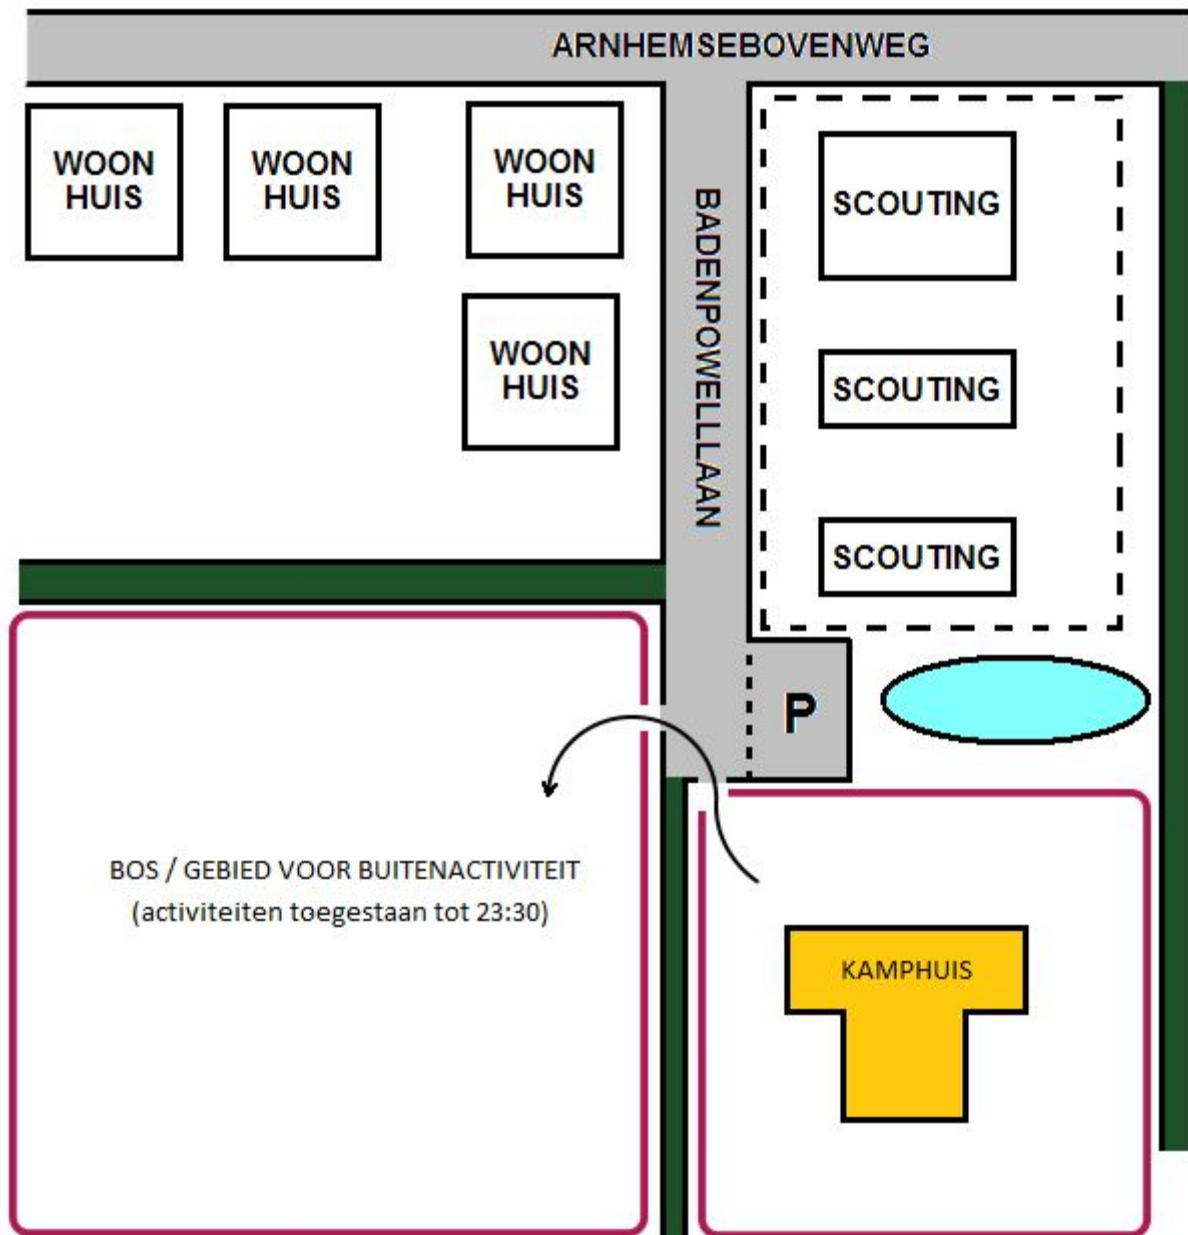 ARNHEMSEBOVENWEG
WOON
HUIS
WOON
HUIS
WOON
HUIS
WOON
HUIS
BADENPOWELLLAAN
SCOUTING
SCOUTING
SCOUTING
P
BOS / GEBIED VOOR BUITENACTIVITEIT
(activiteiten toegestaan tot 23:30)
KAMPHUIS